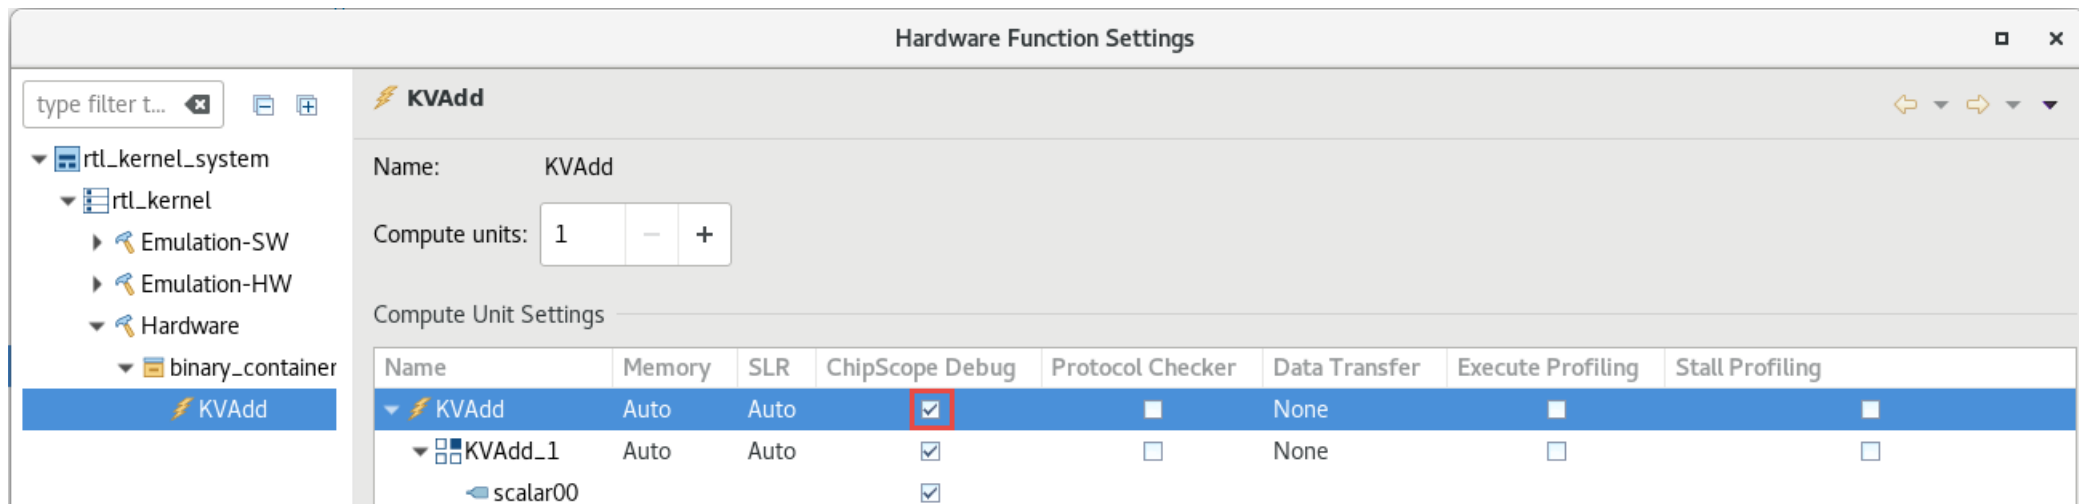 Hardware Function Settings
type filter t...
KVAdd
rtl_kernel_system
Name: KVAdd
rtl_kernel
Compute units: 1
Emulation-SW
Emulation-HW
Compute Unit Settings
Hardware
binary_container
Name Memory SLR ChipScope Debug Protocol Checker Data Transfer Execute Profiling Stall Profiling
KVAdd
KVAdd Auto Auto None
KVAdd_1 Auto Auto None
scalar00